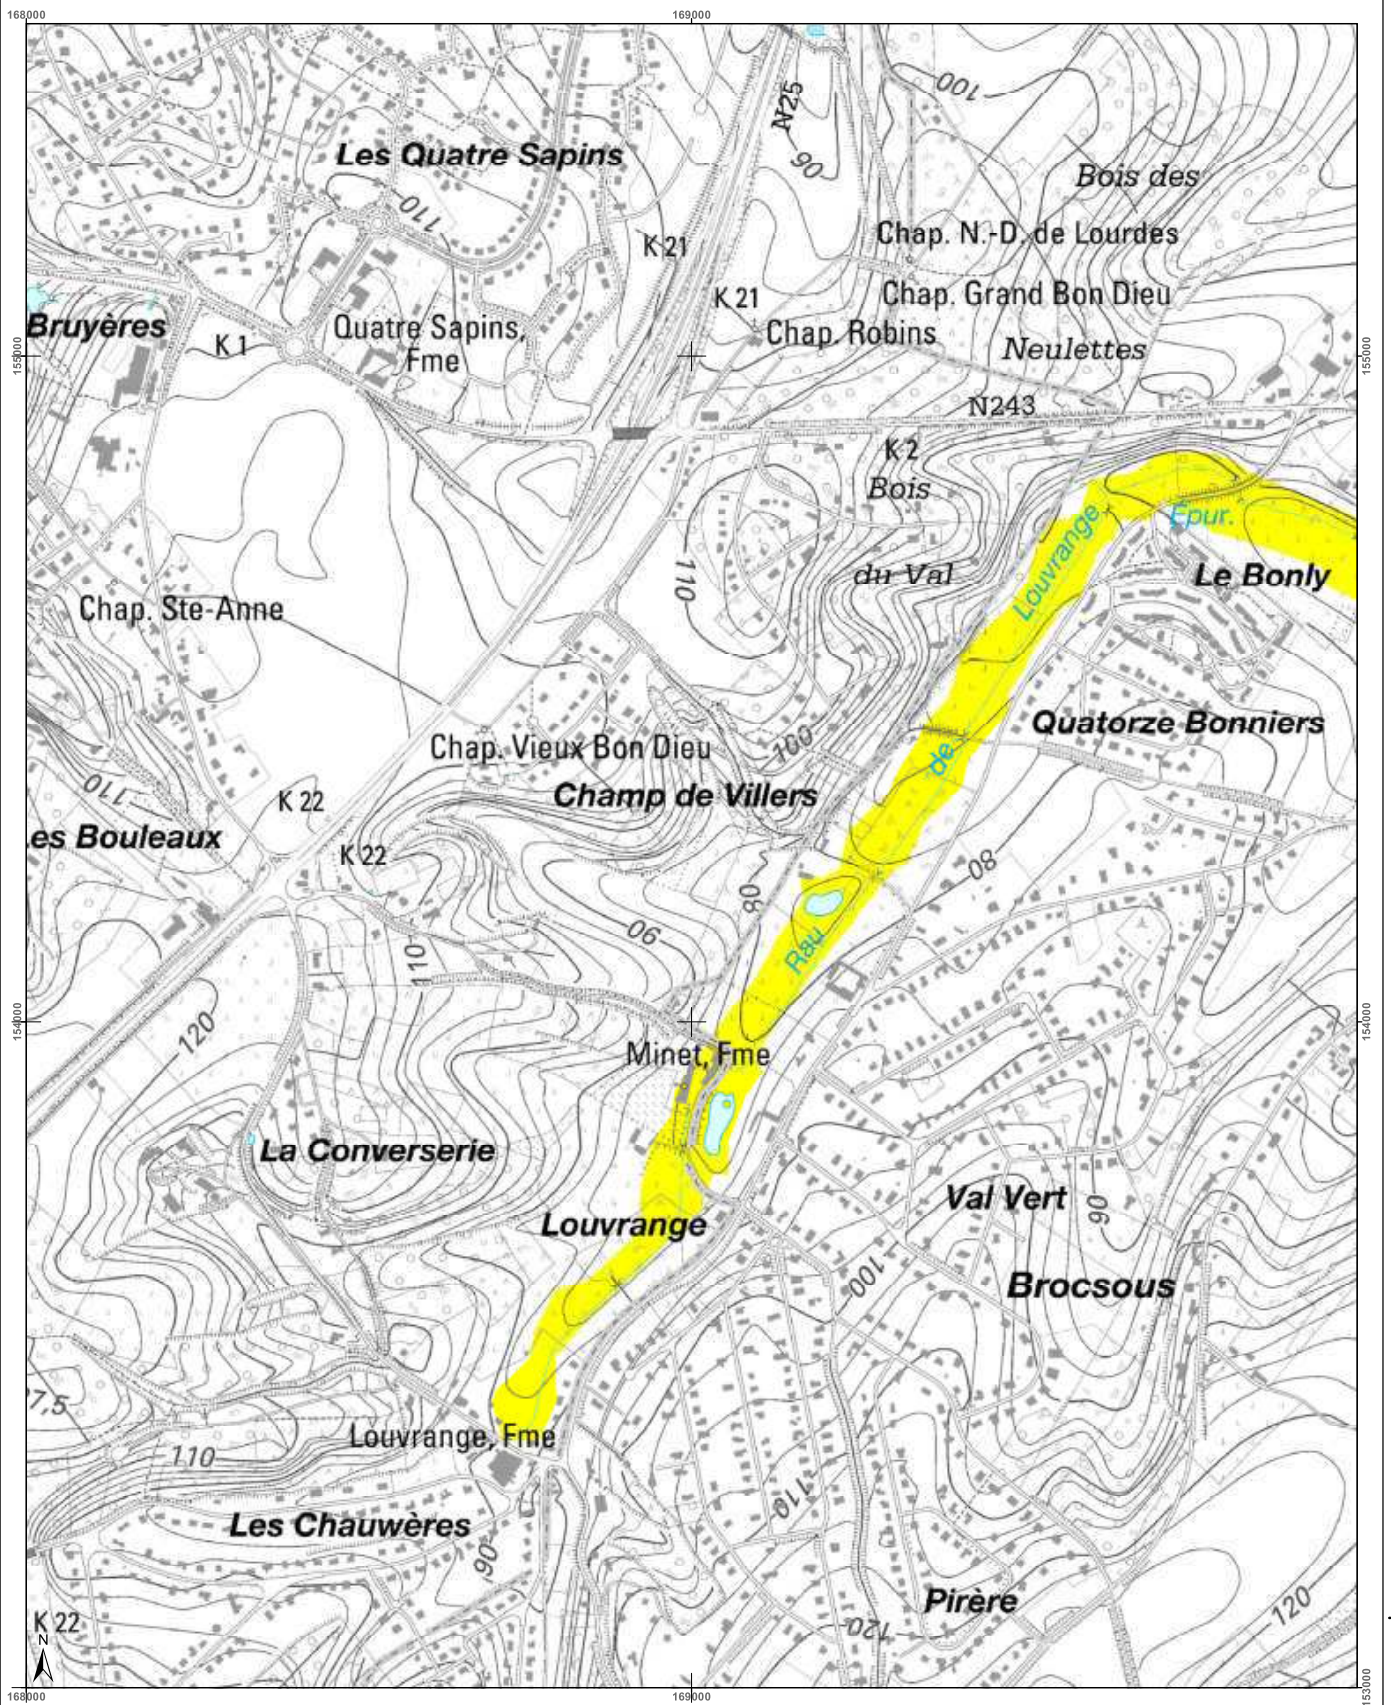 168000
169000
100
N25
90
Les Quatre Sapins
Bois des
110
K 21
Chap. N.-D. de Lourdes
K 21
Chap. Grand Bon Dieu
Bruyères
K 1
Quatre Sapins,
Fme
Chap. Robins
Neulettes
155000
155000
N243
K 2
Bois
Louvrange
Epur.
110
du Val
Le Bonly
Chap. Ste-Anne
Quatorze Bonniers
Chap. Vieux Bon Dieu
100
de
110
K 22
Champ de Villers
es Bouleaux
K 22
80
80
90
Rau
110
120
154000
154000
Minet, Fme
La Converserie
Val Vert
90
Louvrange
100
Brocsous
37,5
Louvrange, Fme
110
110
Les Chauwères
90
Pirère
120
120
K 22
N
168000
169000
153000